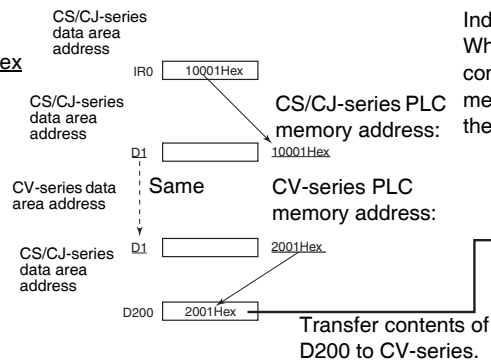 CS/CJ-series
data area
address
ex
IR0 10001Hex
Ind
Wh
con
me
the
CS/CJ-series
data area
address
CS/CJ-series PLC
memory address:
D1 10001Hex
CV-series data
area address
Same
CV-series PLC
memory address:
D1 2001Hex
CS/CJ-series
data area
address
D200 2001Hex
Transfer contents of
D200 to CV-series.